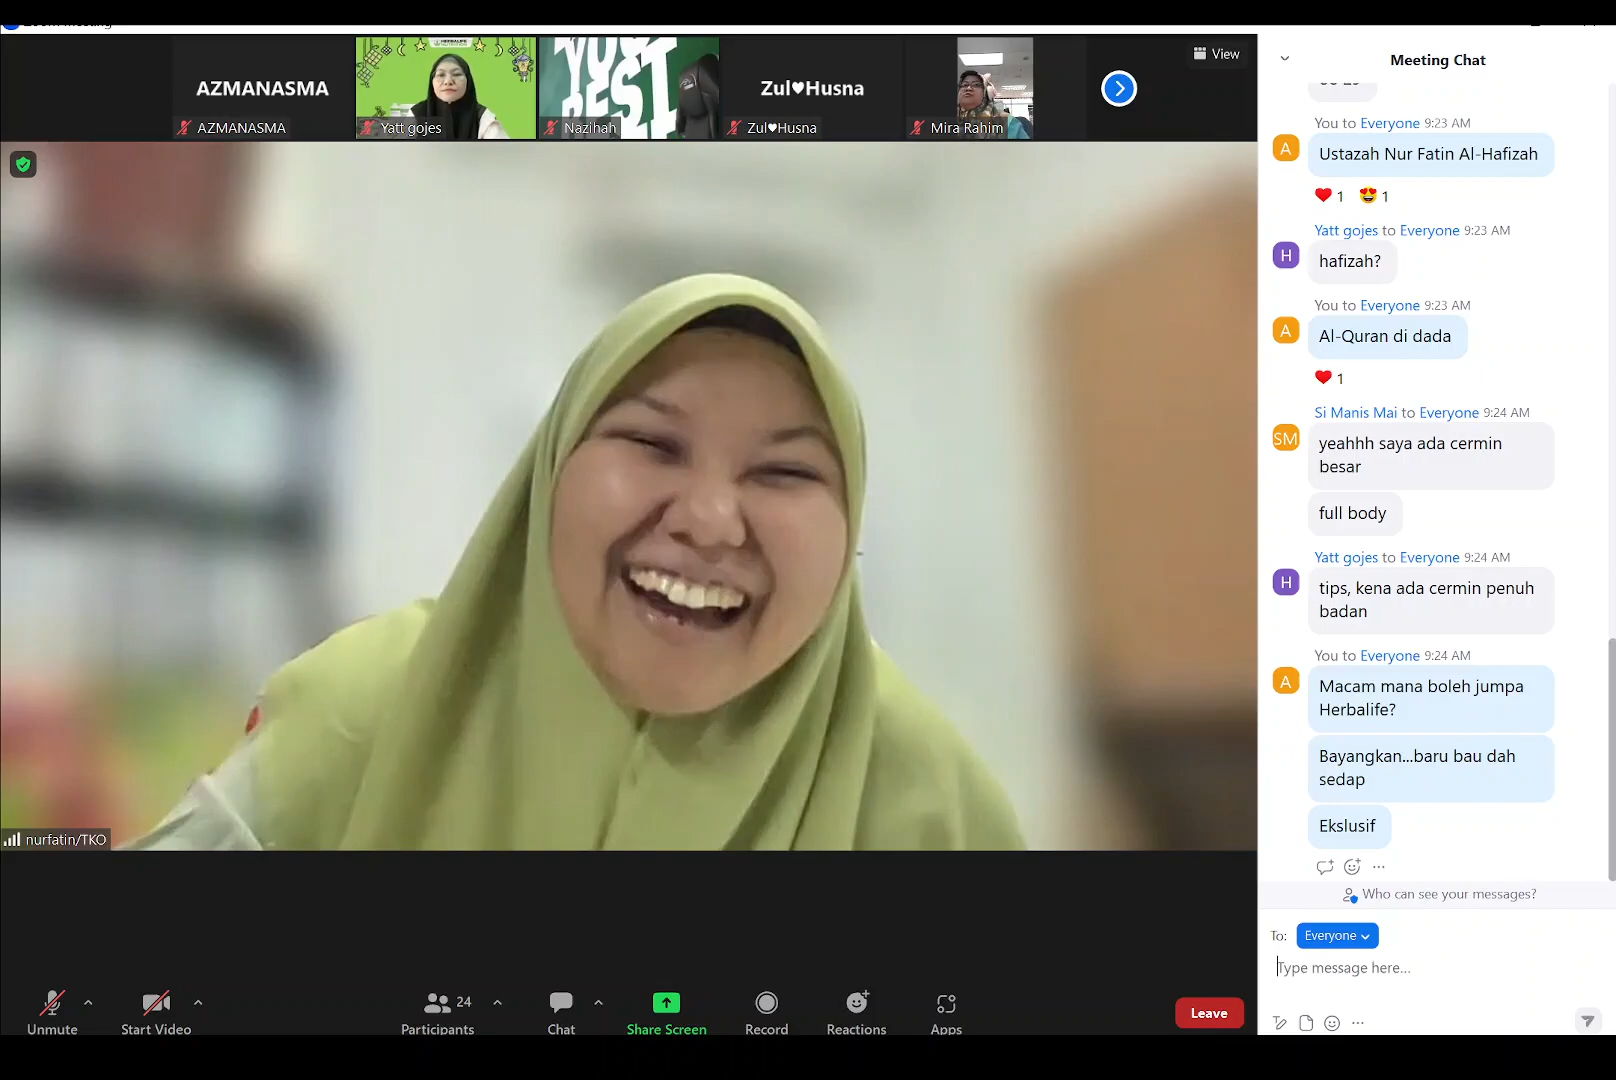 View
AZMANASMA
AZMANASMA
HERBALIFE
Yatt gojes
Nazihah
Zul♥Husna
Zul♥Husna
Mira Rahim
nurfatin/TKO
Unmute
Start Video
24
Participants
Chat
Share Screen
Record
Reactions
Apps
Leave
Meeting Chat
You to Everyone 9:23 AM
A
Ustazah Nur Fatin Al-Hafizah
❤️ 1 😍 1
Yatt gojes to Everyone 9:23 AM
H
hafizah?
You to Everyone 9:23 AM
A
Al-Quran di dada
❤️ 1
Si Manis Mai to Everyone 9:24 AM
SM
yeahhh saya ada cermin
besar
full body
Yatt gojes to Everyone 9:24 AM
H
tips, kena ada cermin penuh
badan
You to Everyone 9:24 AM
A
Macam mana boleh jumpa
Herbalife?
Bayangkan...baru bau dah
sedap
Ekslusif
Who can see your messages?
To: Everyone
Type message here...